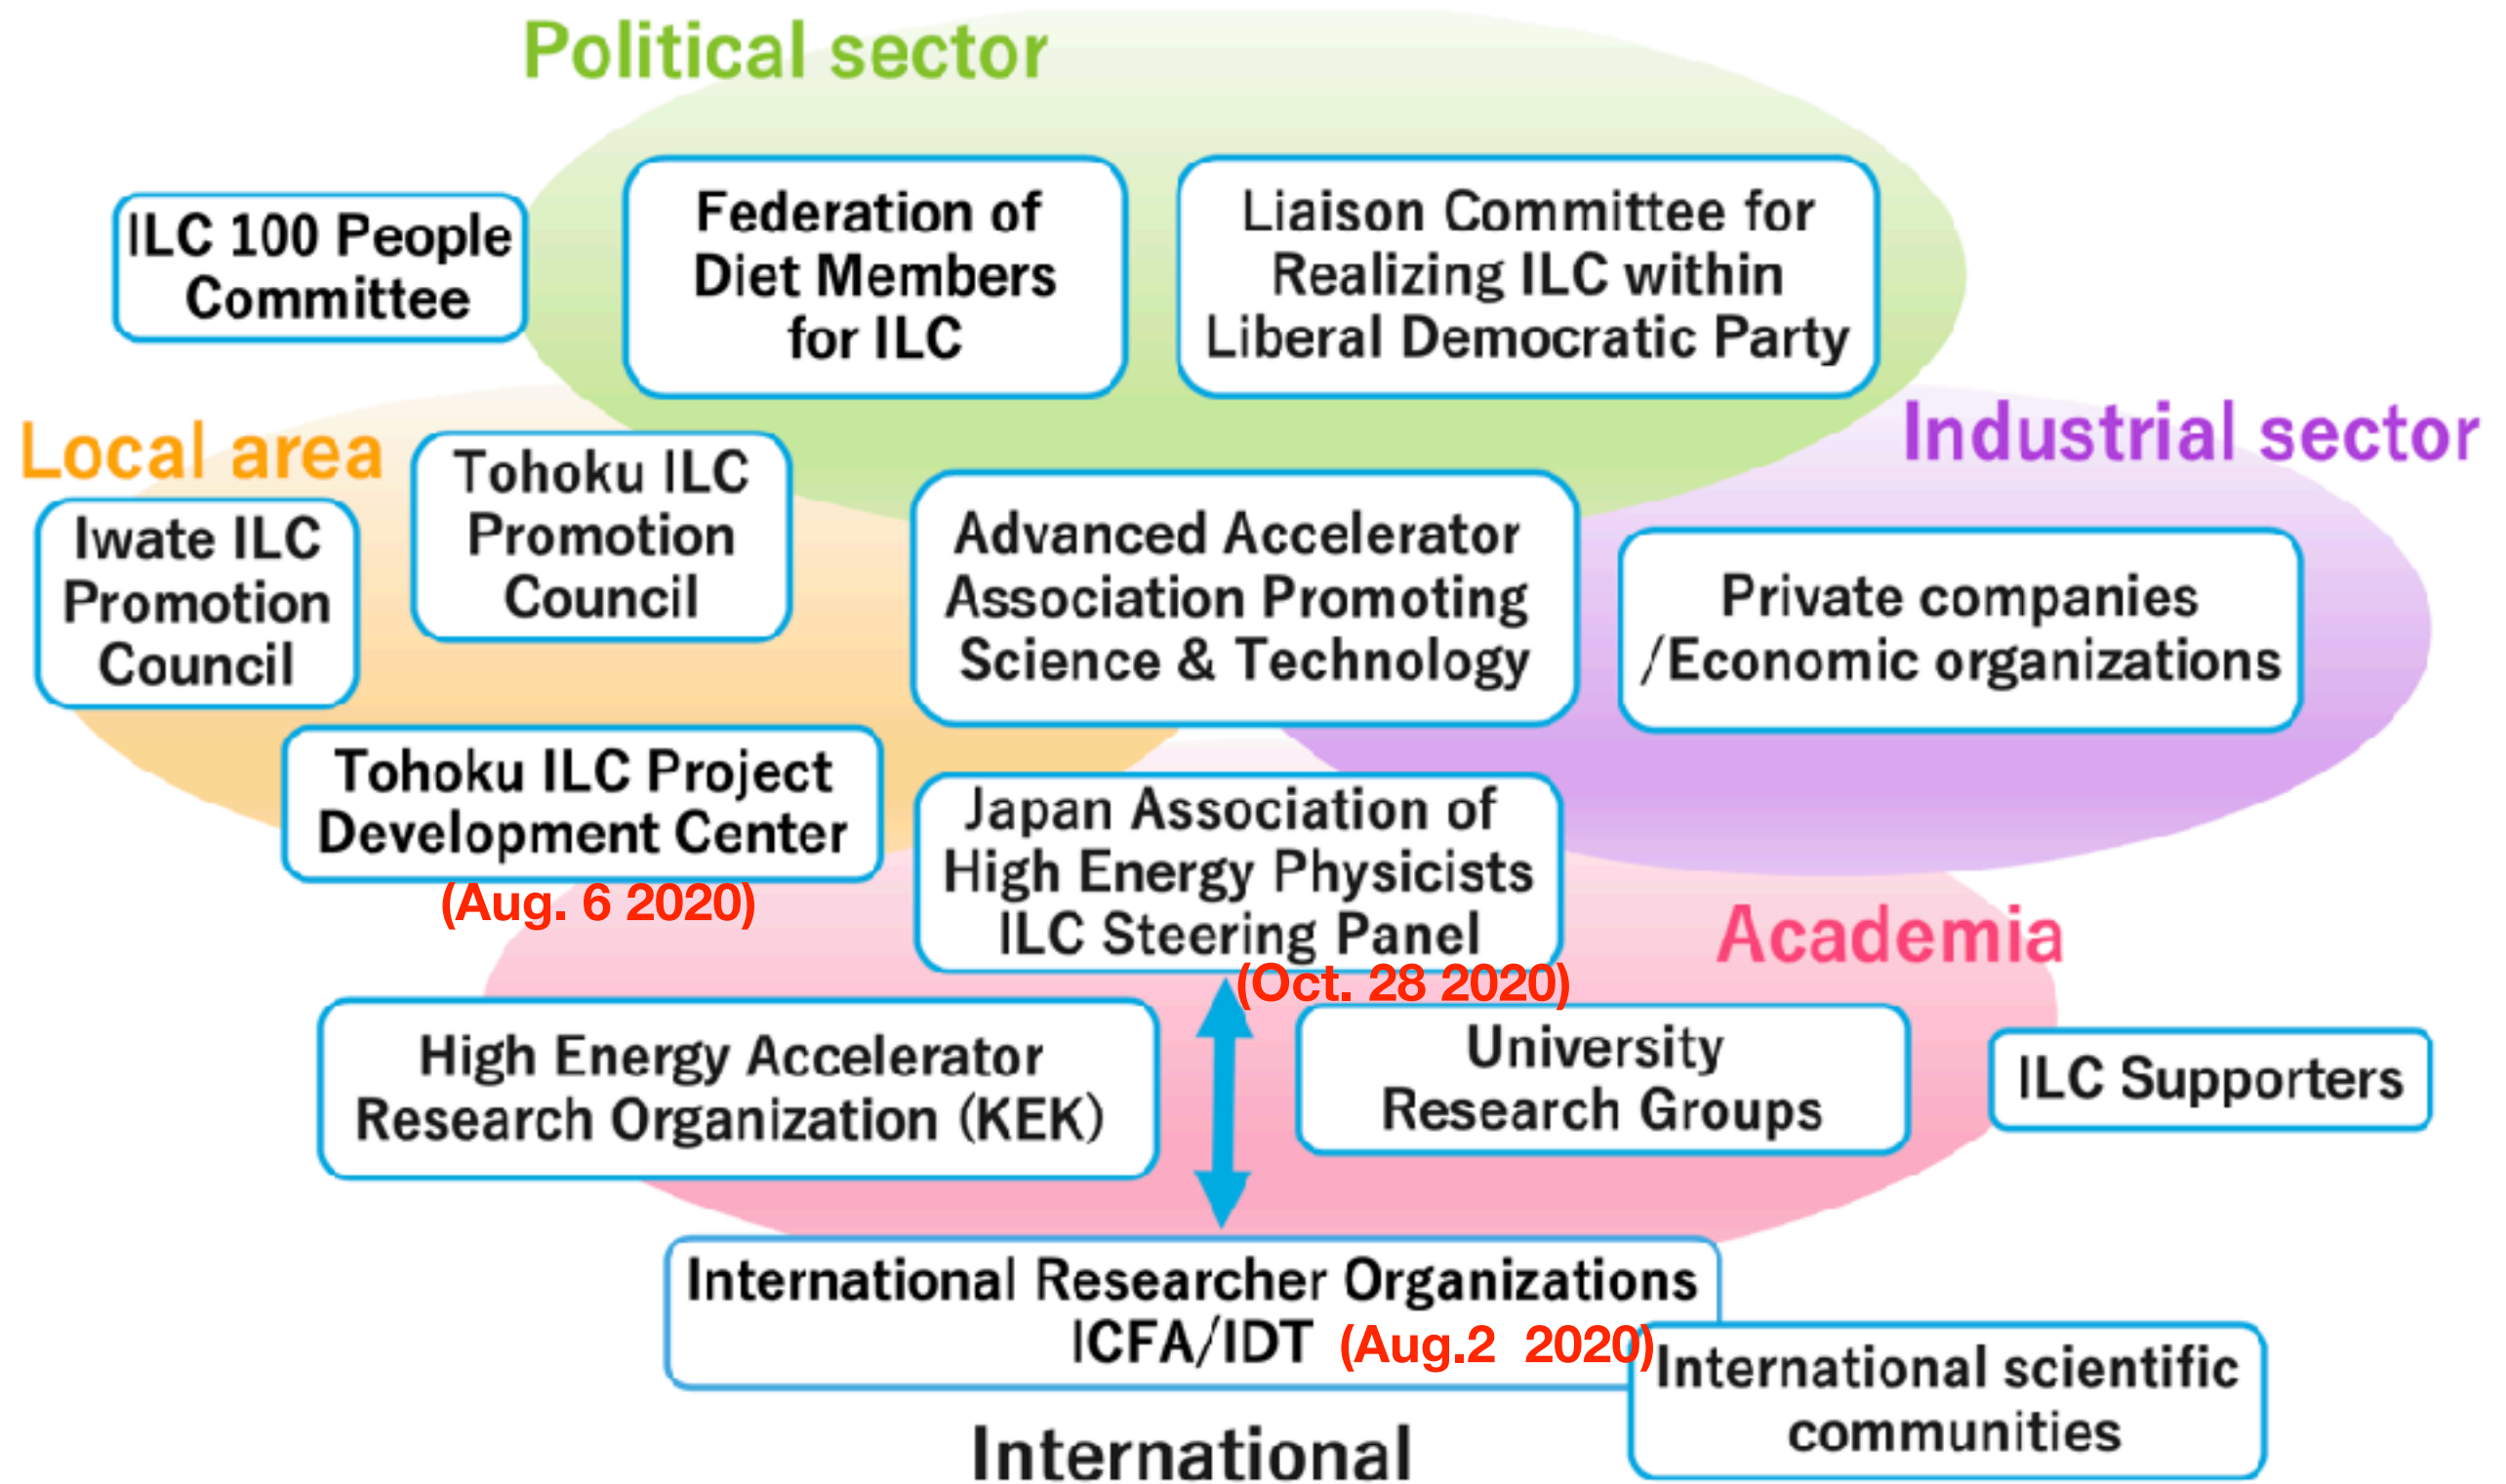 Political sector
ILC 100 People
Committee
Federation of
Diet Members
for ILC
Liaison Committee for
Realizing ILC within
Liberal Democratic Party
Local area
Industrial sector
Iwate ILC
Promotion
Council
Tohoku ILC
Promotion
Council
Advanced Accelerator
Association Promoting
Science & Technology
Private companies
/Economic organizations
Tohoku ILC Project
Development Center
(Aug. 6 2020)
Japan Association of
High Energy Physicists
ILC Steering Panel
(Oct. 28 2020)
Academia
High Energy Accelerator
Research Organization (KEK)
University
Research Groups
ILC Supporters
International Researcher Organizations
ICFA/IDT (Aug.2 2020)
International scientific
communities
International